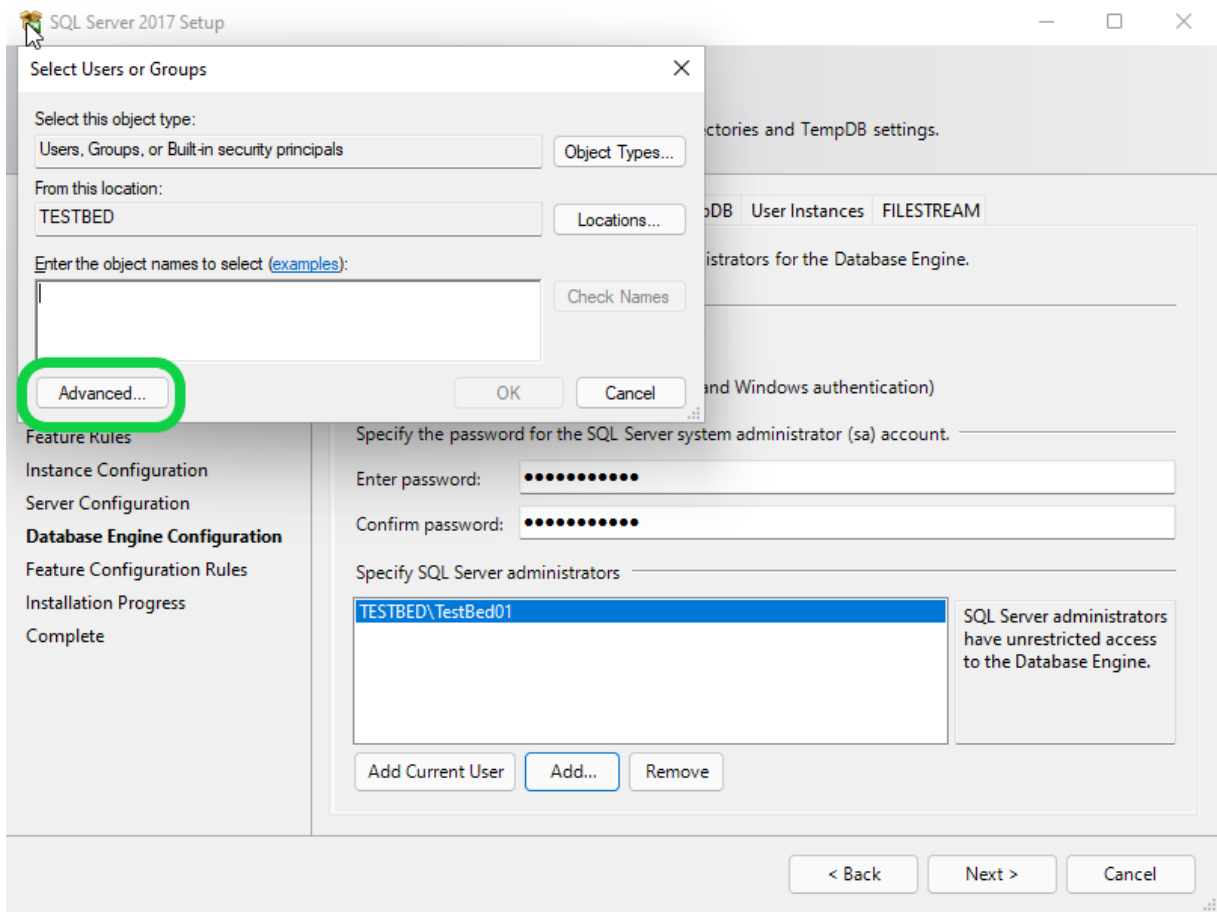 SQL Server 2017 Setup
Select Users or Groups
Select this object type:
Users, Groups, or Built-in security principals
Object Types...
From this location:
TESTBED
Locations...
Enter the object names to select (examples):
Check Names
Advanced...
OK
Cancel
ectories and TempDB settings.
DB
User Instances
FILESTREAM
istrators for the Database Engine.
and Windows authentication)
Feature Rules
Instance Configuration
Server Configuration
Database Engine Configuration
Feature Configuration Rules
Installation Progress
Complete
Specify the password for the SQL Server system administrator (sa) account.
Enter password:
●●●●●●●●●●●
Confirm password:
●●●●●●●●●●●
Specify SQL Server administrators
TESTBED\TestBed01
SQL Server administrators
have unrestricted access
to the Database Engine.
Add Current User
Add...
Remove
< Back
Next >
Cancel